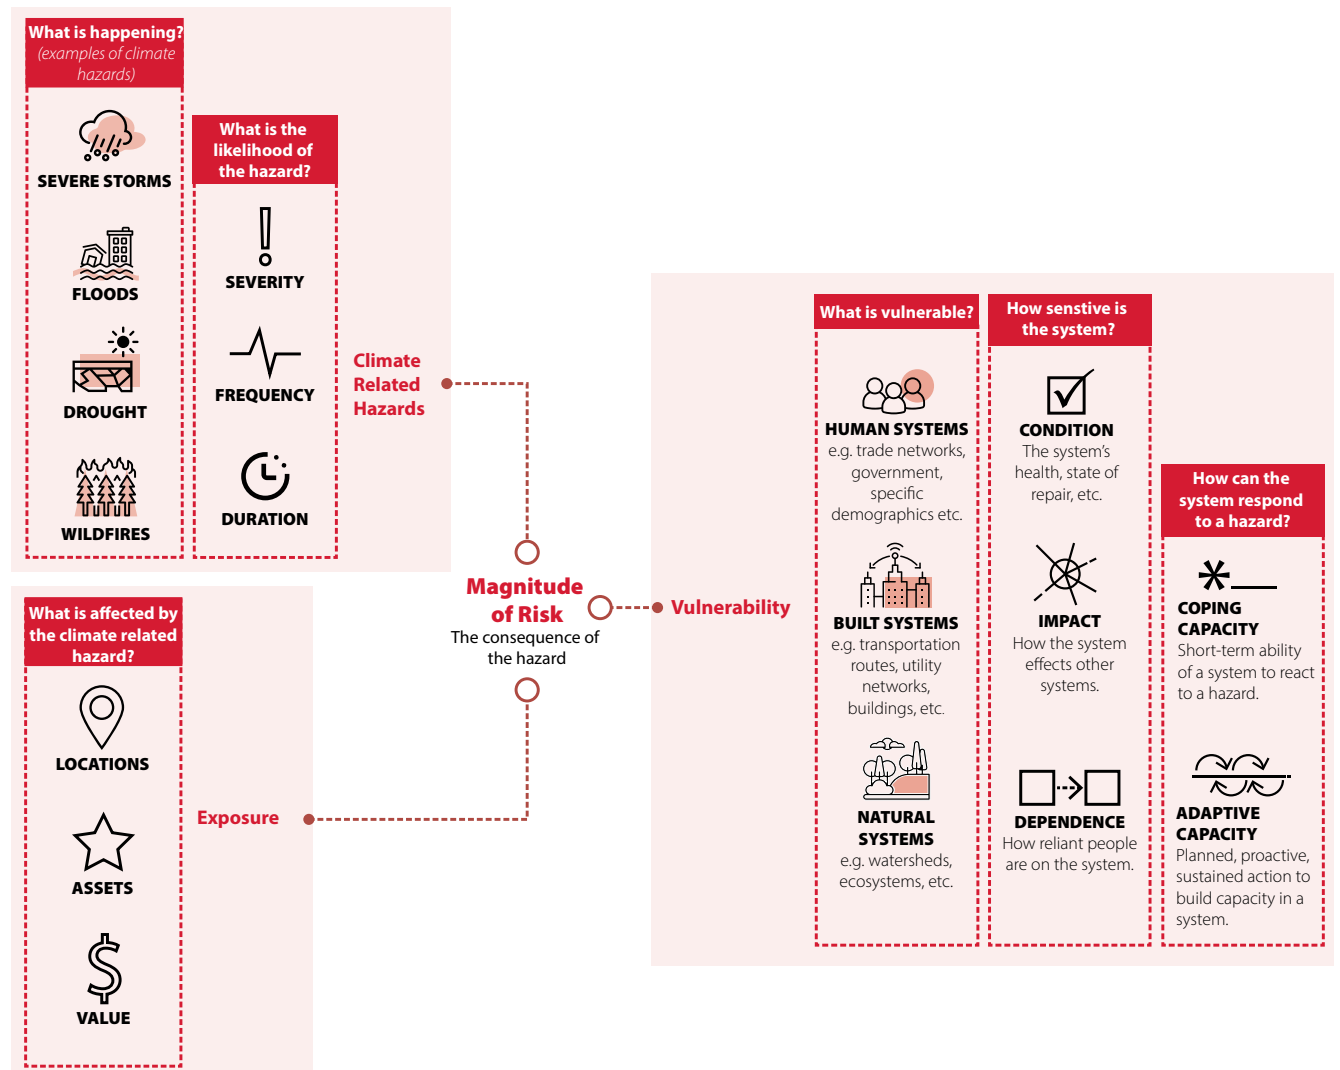 What is happening?
(examples of climate
hazards)
SEVERE STORMS
FLOODS
DROUGHT
WILDFIRES
What is the
likelihood of
the hazard?
SEVERITY
FREQUENCY
DURATION
Climate
Related
Hazards
What is affected by
the climate related
hazard?
LOCATIONS
ASSETS
VALUE
Exposure
Magnitude
of Risk
The consequence of
the hazard
Vulnerability
What is vulnerable?
HUMAN SYSTEMS
e.g. trade networks,
government,
specific
demographics etc.
BUILT SYSTEMS
e.g. transportation
routes, utility
networks,
buildings, etc.
NATURAL
SYSTEMS
e.g. watersheds,
ecosystems, etc.
How senstive is
the system?
CONDITION
The system's
health, state of
repair, etc.
IMPACT
How the system
effects other
systems.
DEPENDENCE
How reliant people
are on the system.
How can the
system respond
to a hazard?
COPING
CAPACITY
Short-term ability
of a system to react
to a hazard.
ADAPTIVE
CAPACITY
Planned, proactive,
sustained action to
build capacity in a
system.